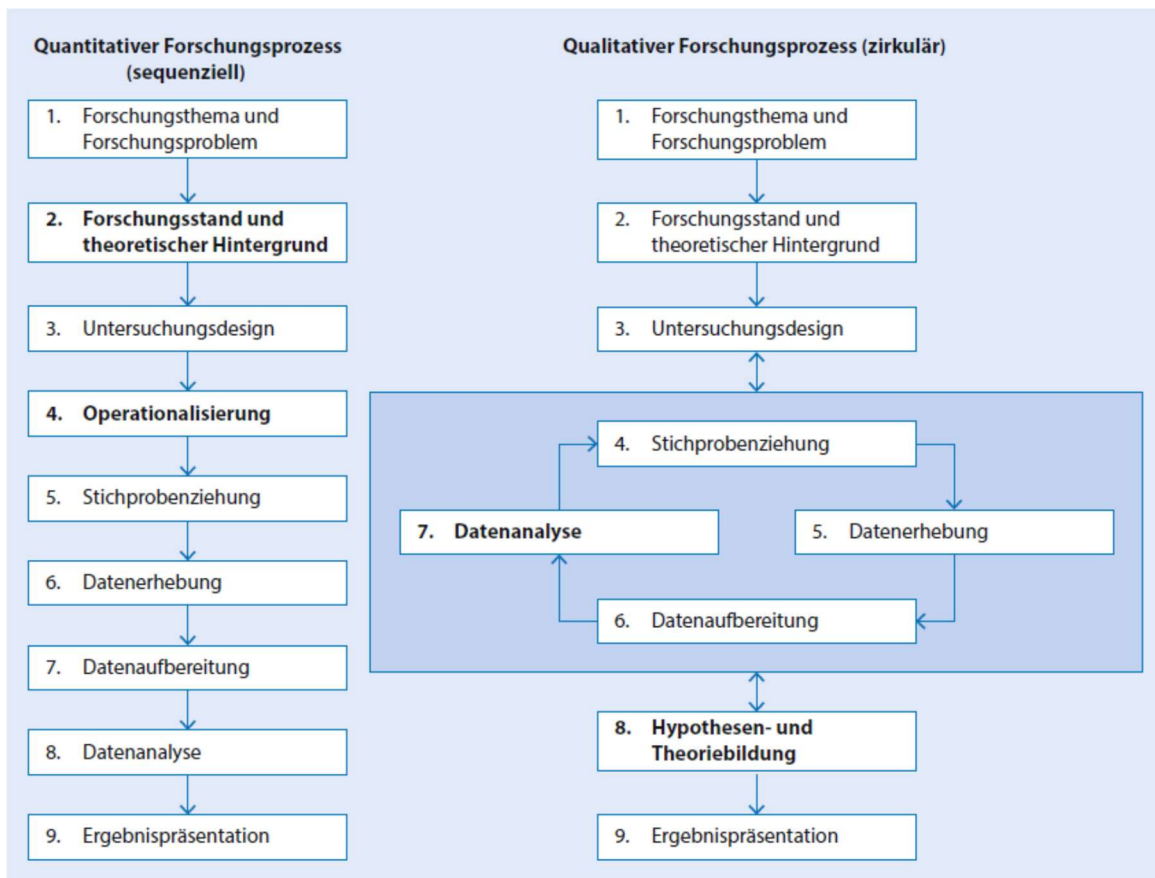 Quantitativer Forschungsprozess
(sequenziell)
1. Forschungsthema und
Forschungsproblem
2. Forschungsstand und
theoretischer Hintergrund
3. Untersuchungsdesign
4. Operationalisierung
5. Stichprobenziehung
6. Datenerhebung
7. Datenaufbereitung
8. Datenanalyse
9. Ergebnispräsentation
Qualitativer Forschungsprozess (zirkulär)
1. Forschungsthema und
Forschungsproblem
2. Forschungsstand und
theoretischer Hintergrund
3. Untersuchungsdesign
4. Stichprobenziehung
5. Datenerhebung
6. Datenaufbereitung
7. Datenanalyse
8. Hypothesen- und
Theoriebildung
9. Ergebnispräsentation